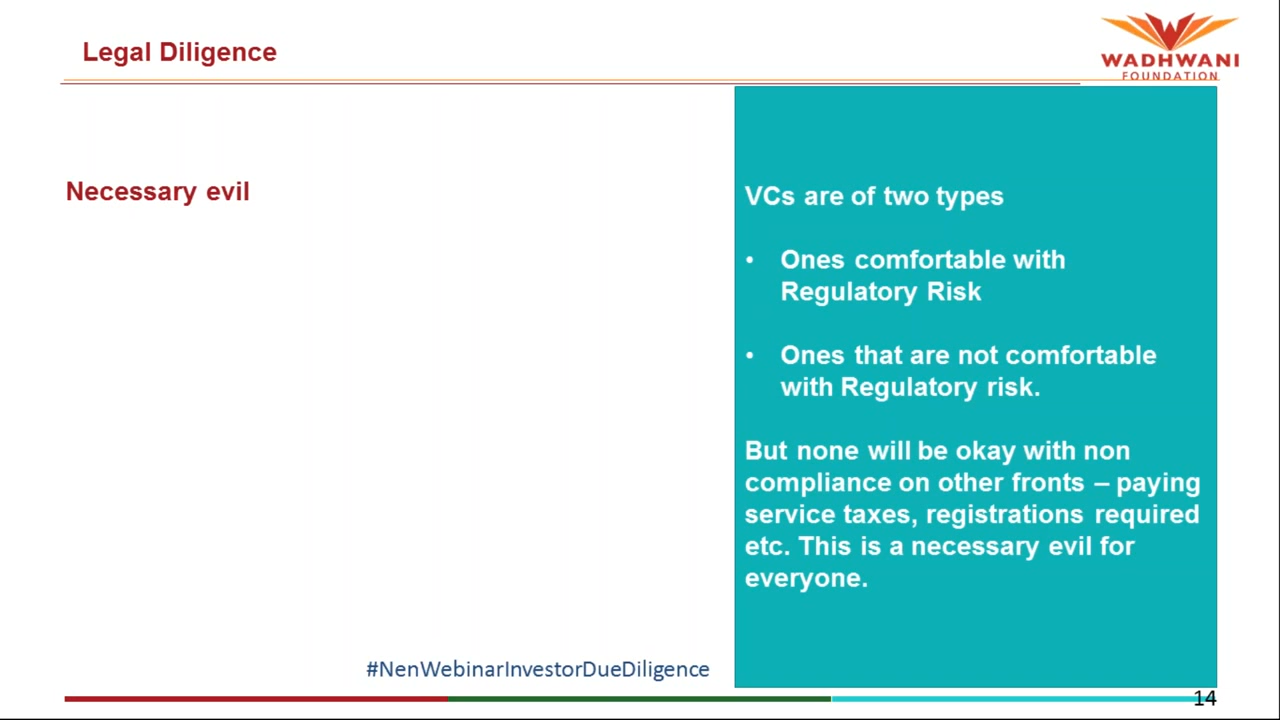 Legal Diligence
WADHWANI
FOUNDATION
Necessary evil
VCs are of two types
• Ones comfortable with
Regulatory Risk
• Ones that are not comfortable
with Regulatory risk.
But none will be okay with non
compliance on other fronts – paying
service taxes, registrations required
etc. This is a necessary evil for
everyone.
#NenWebinarInvestorDueDiligence
14